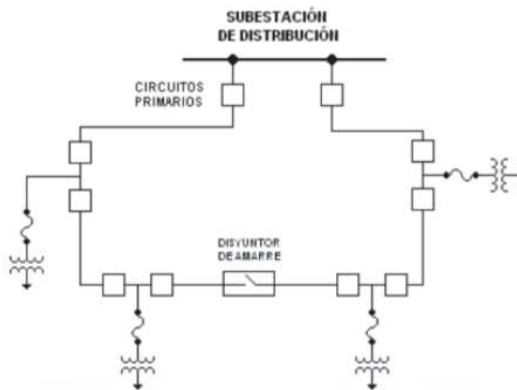 SUBESTACIÓN
DE DISTRIBUCIÓN
CIRCUITOS
PRIMARIOS
DISYUNTOR
DE AMARRE